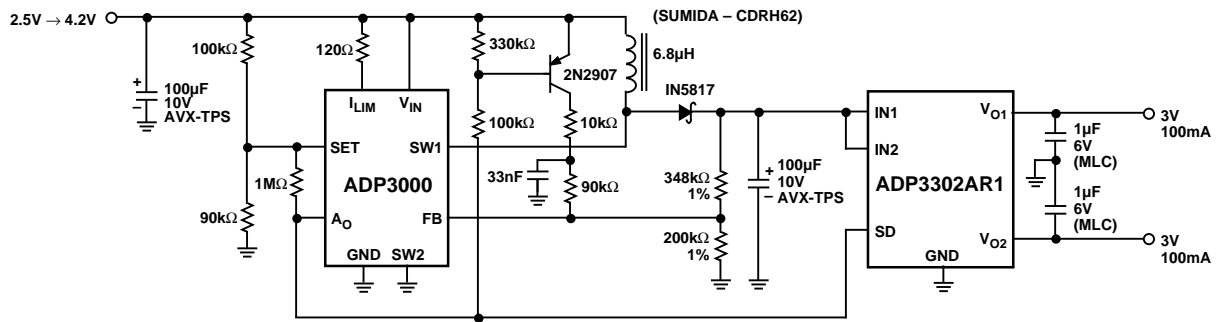 (SUMIDA – CDRH62)
2.5V → 4.2V
100kΩ
120Ω
330kΩ
6.8µH
2N2907
IN5817
+
100µF
10V
–
AVX-TPS
ILIM
VIN
100kΩ
10kΩ
SET
SW1
ADP3000
1MΩ
33nF
90kΩ
90kΩ
AO
FB
GND
SW2
348kΩ
1%
200kΩ
1%
+
100µF
10V
– AVX-TPS
IN1
IN2
VO1
ADP3302AR1
SD
VO2
GND
3V
100mA
1µF
6V
(MLC)
1µF
6V
(MLC)
3V
100mA